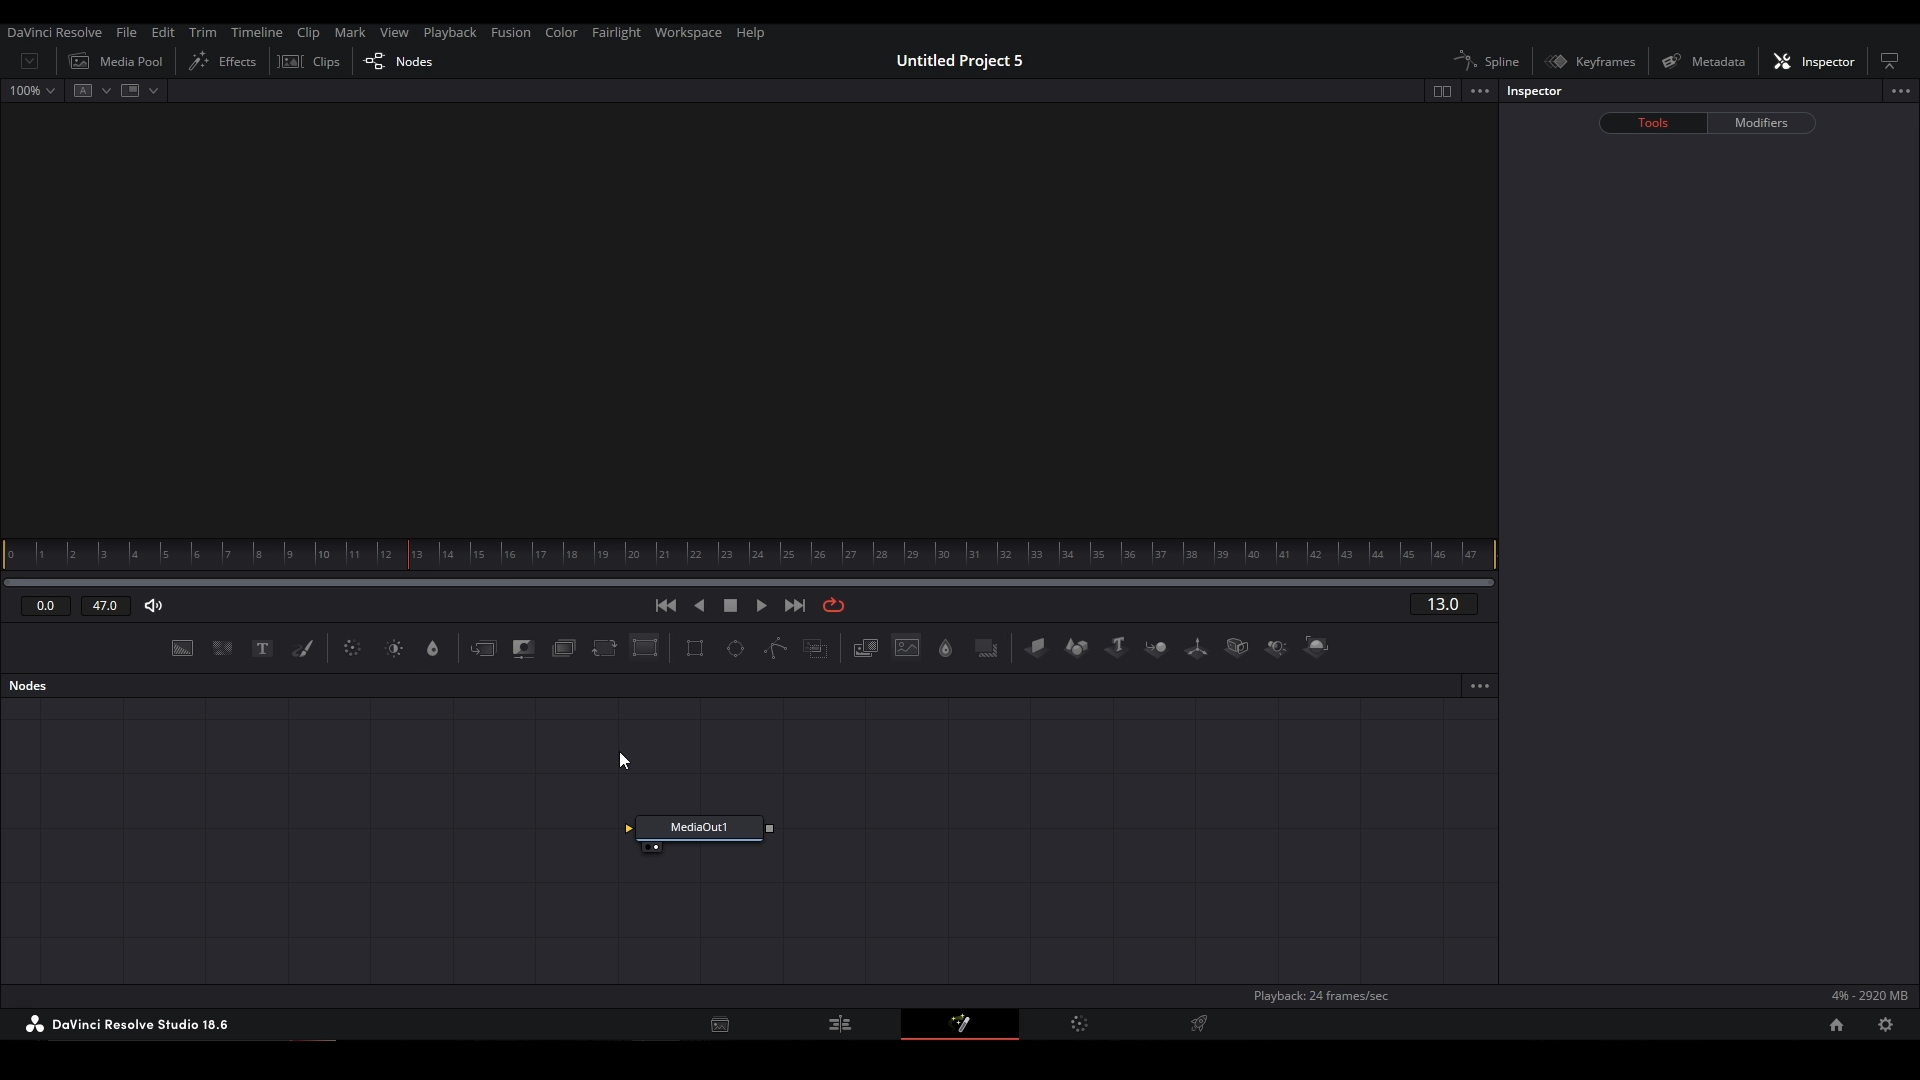 DaVinci Resolve File Edit Trim Timeline Clip Mark View Playback Fusion Color Fairlight Workspace Help
Media Pool Effects Clips Nodes Untitled Project 5 Spline Keyframes Metadata Inspector
100% A Inspector
Tools Modifiers
0 1 2 3 4 5 6 7 8 9 10 11 12 13 14 15 16 17 18 19 20 21 22 23 24 25 26 27 28 29 30 31 32 33 34 35 36 37 38 39 40 41 42 43 44 45 46 47
0.0 47.0 13.0
T T
Nodes
MediaOut1
Playback: 24 frames/sec 4% - 2920 MB
DaVinci Resolve Studio 18.6